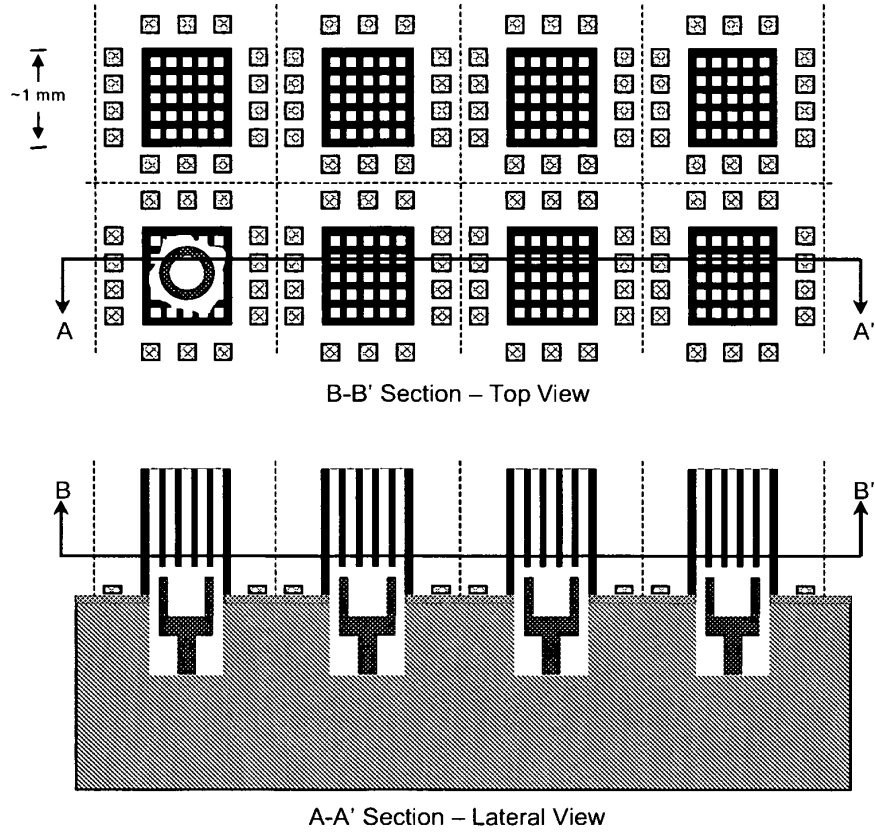 ~1 mm
A A'
B-B' Section – Top View
B B'
A-A' Section – Lateral View